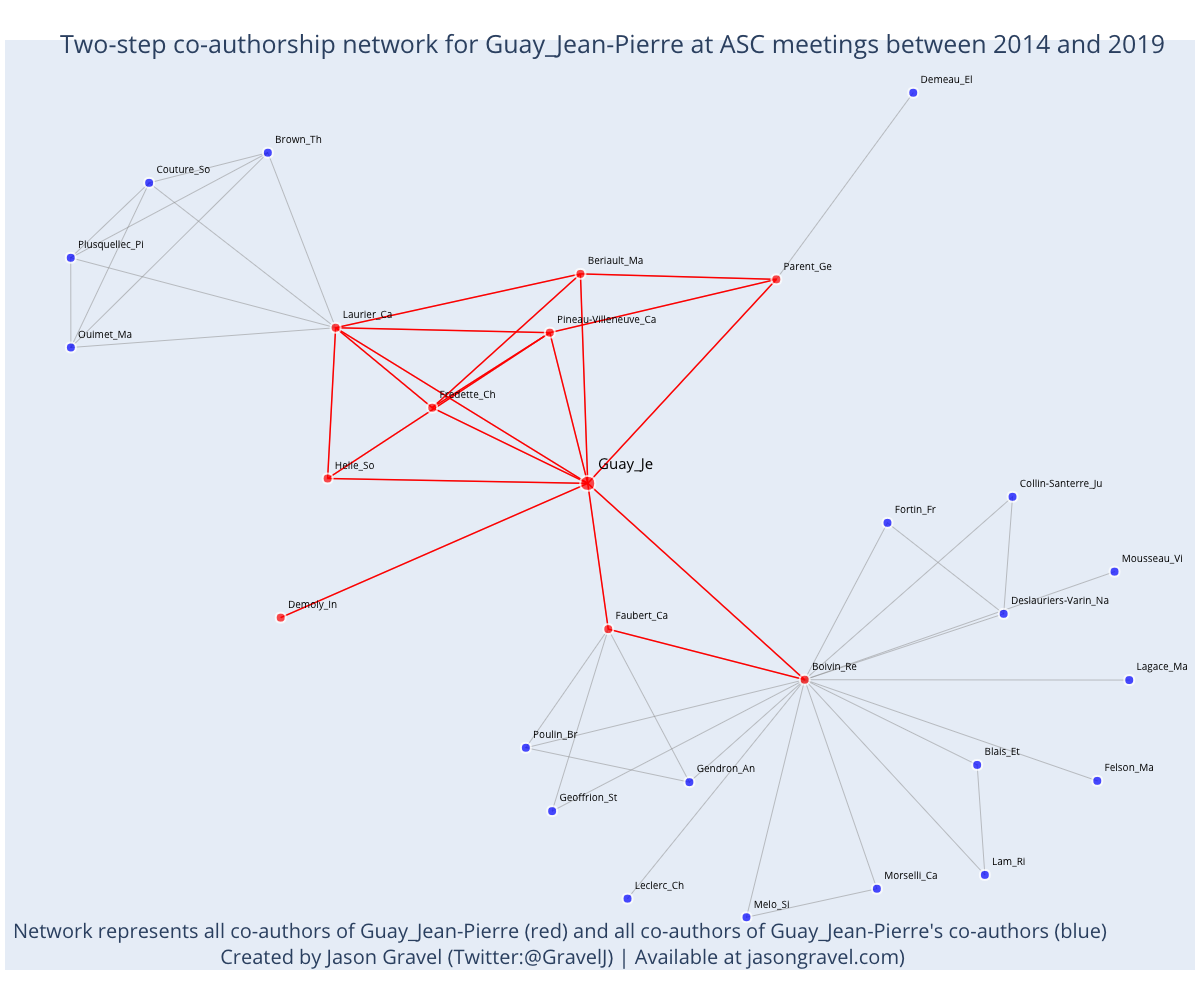 Two-step co-authorship network for Guay_Jean-Pierre at ASC meetings between 2014 and 2019
Demeau_El
Brown_Th
Couture_So
Plusquellec_Pi
Beriault_Ma
Parent_Ge
Laurier_Ca
Pineau-Villeneuve_Ca
Ouimet_Ma
Fredette_Ch
Helie_So
Guay_Je
Collin-Santerre_Ju
Fortin_Fr
Mousseau_Vi
Deslauriers-Varin_Na
Demoly_In
Faubert_Ca
Boivin_Re
Lagace_Ma
Poulin_Br
Blais_Et
Gendron_An
Felson_Ma
Geoffrion_St
Lam_Ri
Morselli_Ca
Leclerc_Ch
Melo_Si
Network represents all co-authors of Guay_Jean-Pierre (red) and all co-authors of Guay_Jean-Pierre's co-authors (blue)
Created by Jason Gravel (Twitter:@GravelJ) | Available at jasongravel.com)